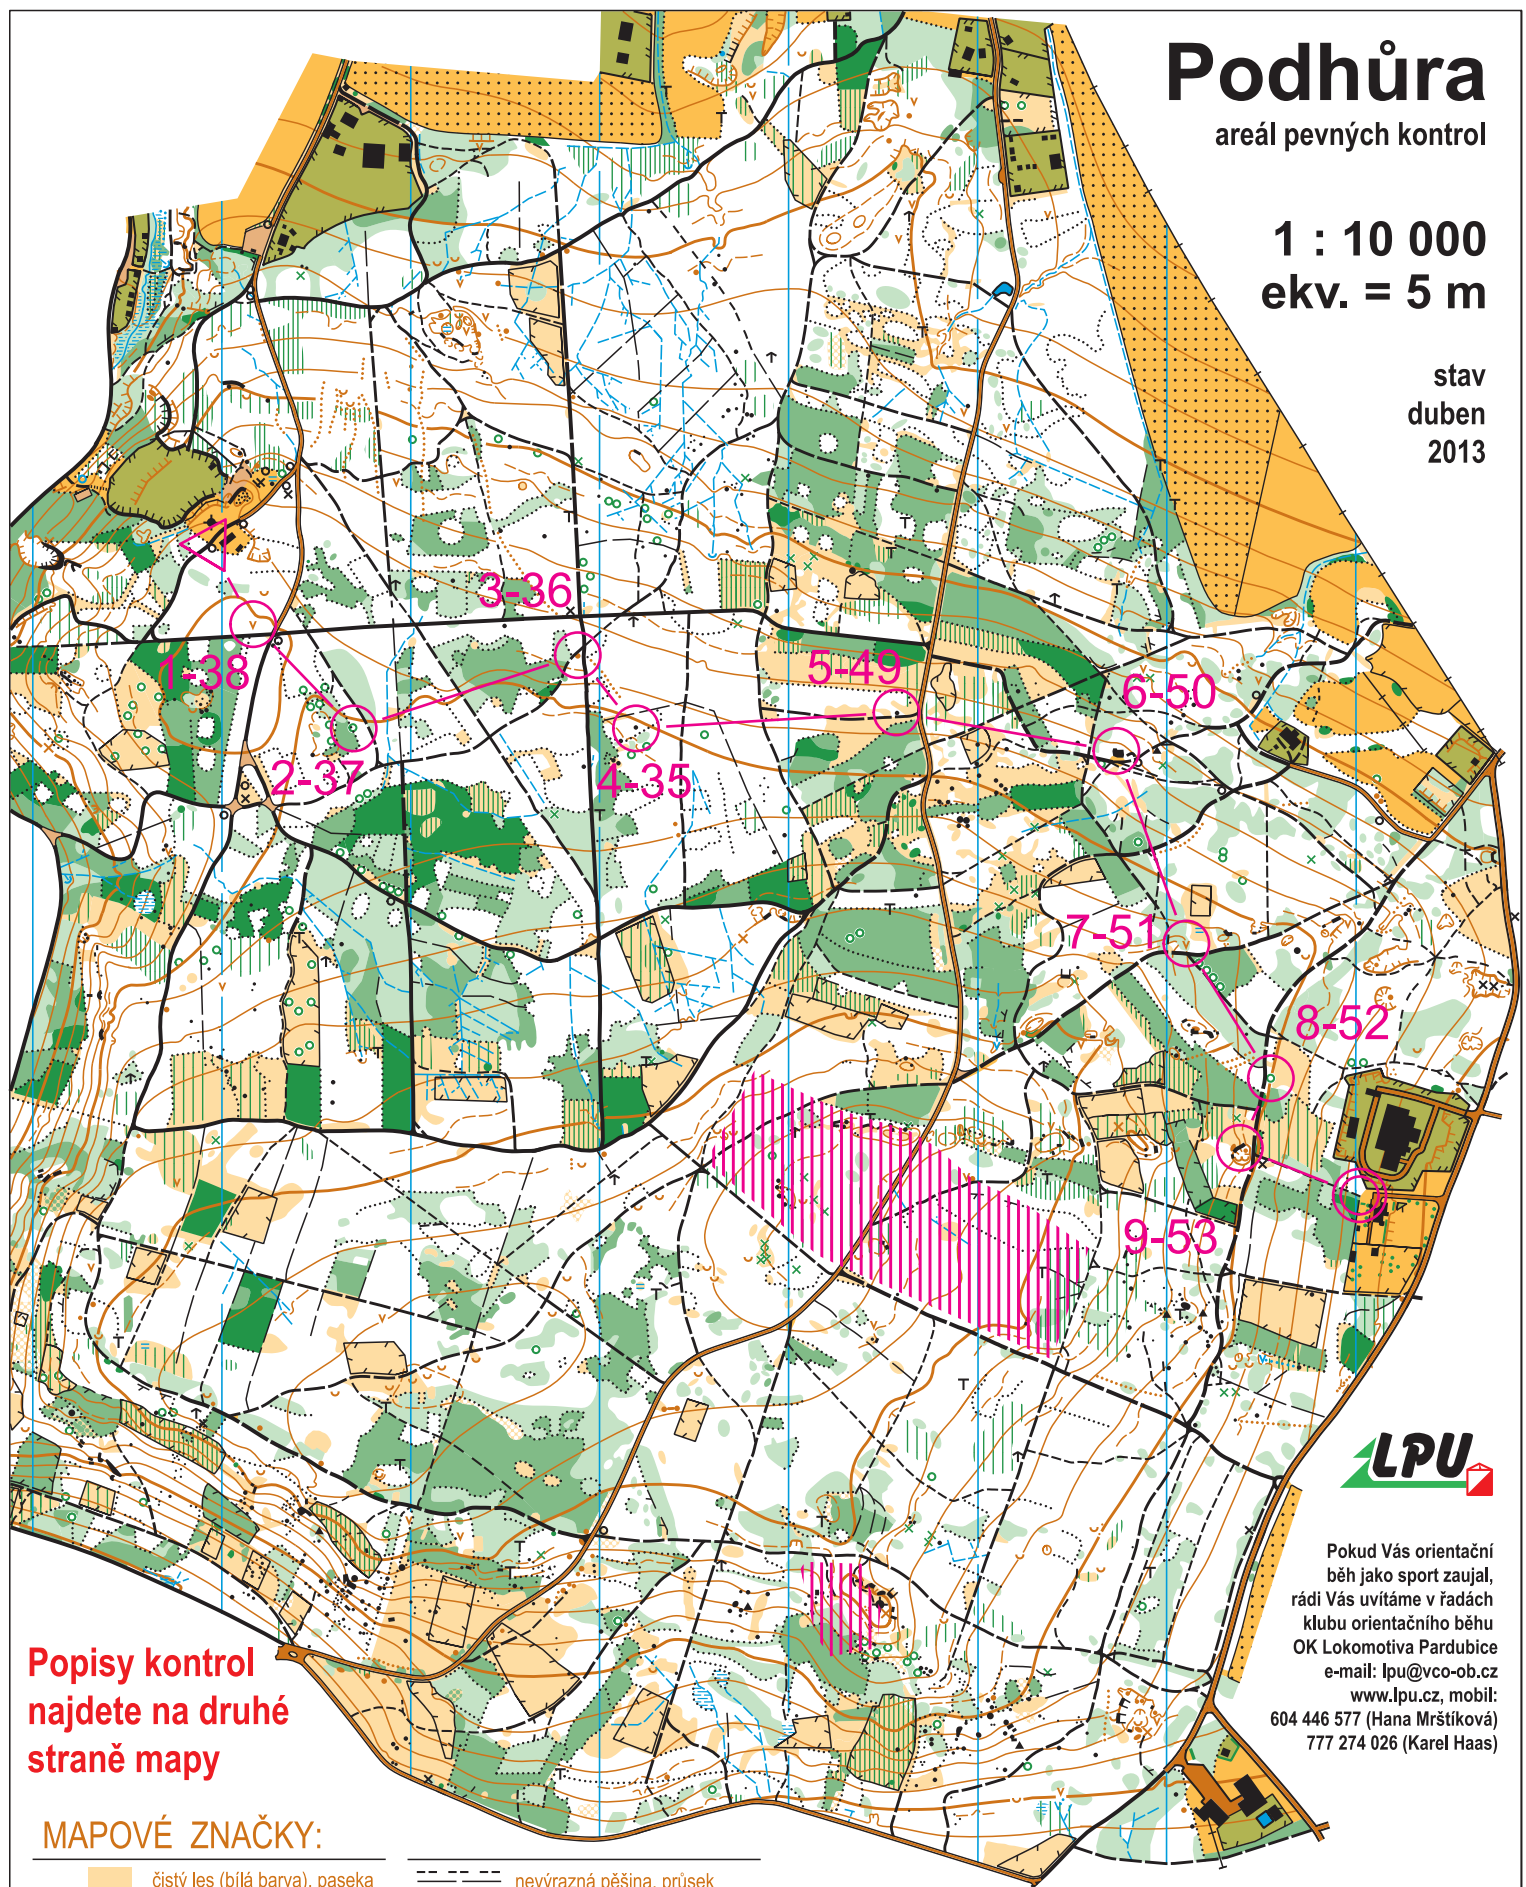 Podhůra
areál pevných kontrol
1 : 10 000
ekv. = 5 m
stav
duben
2013
3-36
1-38
5-49
6-50
2-37
4-35
7-51
8-52
9-53
LPU
Pokud Vás orientační
běh jako sport zaujal,
rádi Vás uvítáme v řadách
klubu orientačního běhu
OK Lokomotiva Pardubice
e-mail: lpu@vco-ob.cz
www.lpu.cz, mobil:
604 446 577 (Hana Mrštíková)
777 274 026 (Karel Haas)
Popisy kontrol
najdete na druhé
straně mapy
MAPOVÉ ZNAČKY:
čistý les (bílá barva), paseka
nevýrazná pěšina, průsek